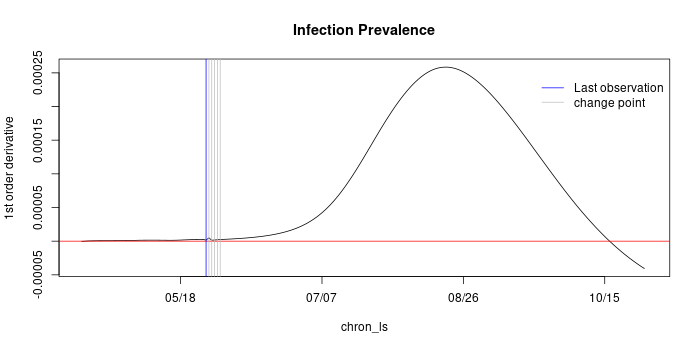 Infection Prevalence
1st order derivative
0.00025
0.00015
0.00005
-0.00005
Last observation
change point
05/18
07/07
08/26
10/15
chron_ls